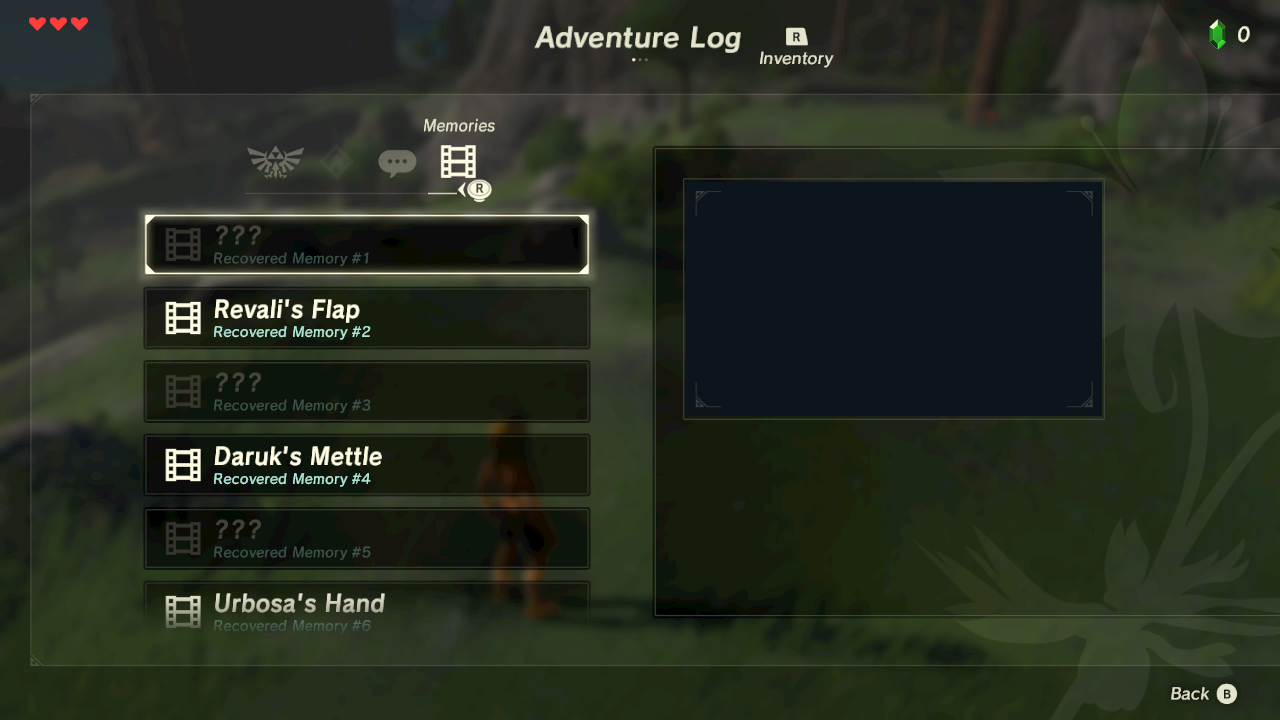 Adventure Log
R
Inventory
0
Memories
R
???
Recovered Memory #1
Revali's Flap
Recovered Memory #2
???
Recovered Memory #3
Daruk's Mettle
Recovered Memory #4
???
Recovered Memory #5
Urbosa's Hand
Recovered Memory #6
Back B